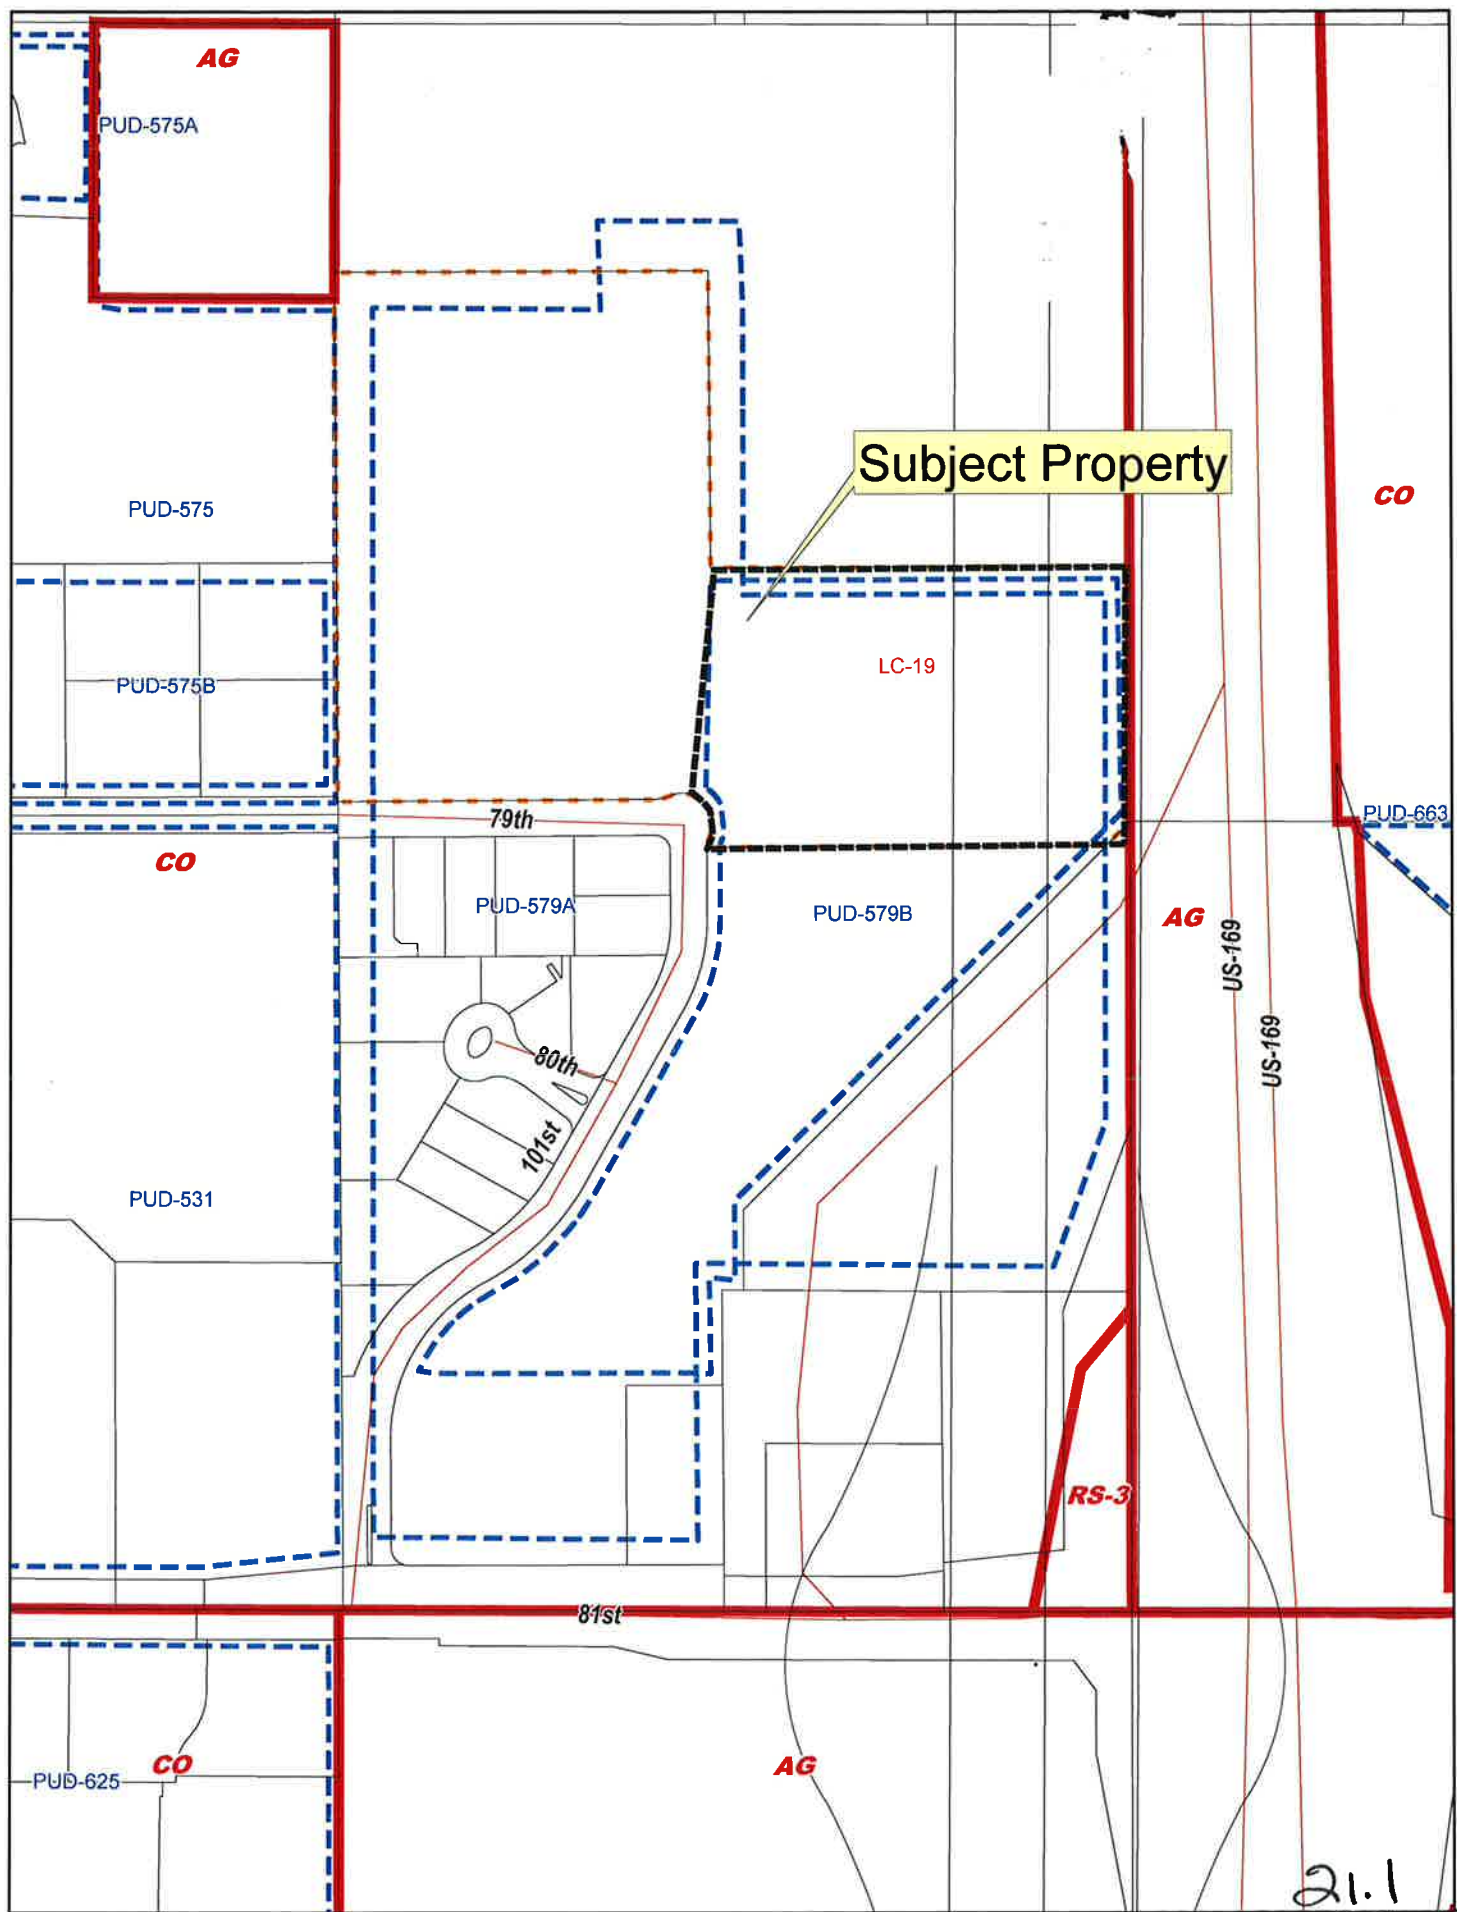 AG
PUD-575A
Subject Property
CO
PUD-575
LC-19
PUD-575B
PUD-663
79th
CO
PUD-579A
PUD-579B
AG
US-169
US-169
80th
101st
PUD-531
RS-3
81st
CO
AG
PUD-625
21.1